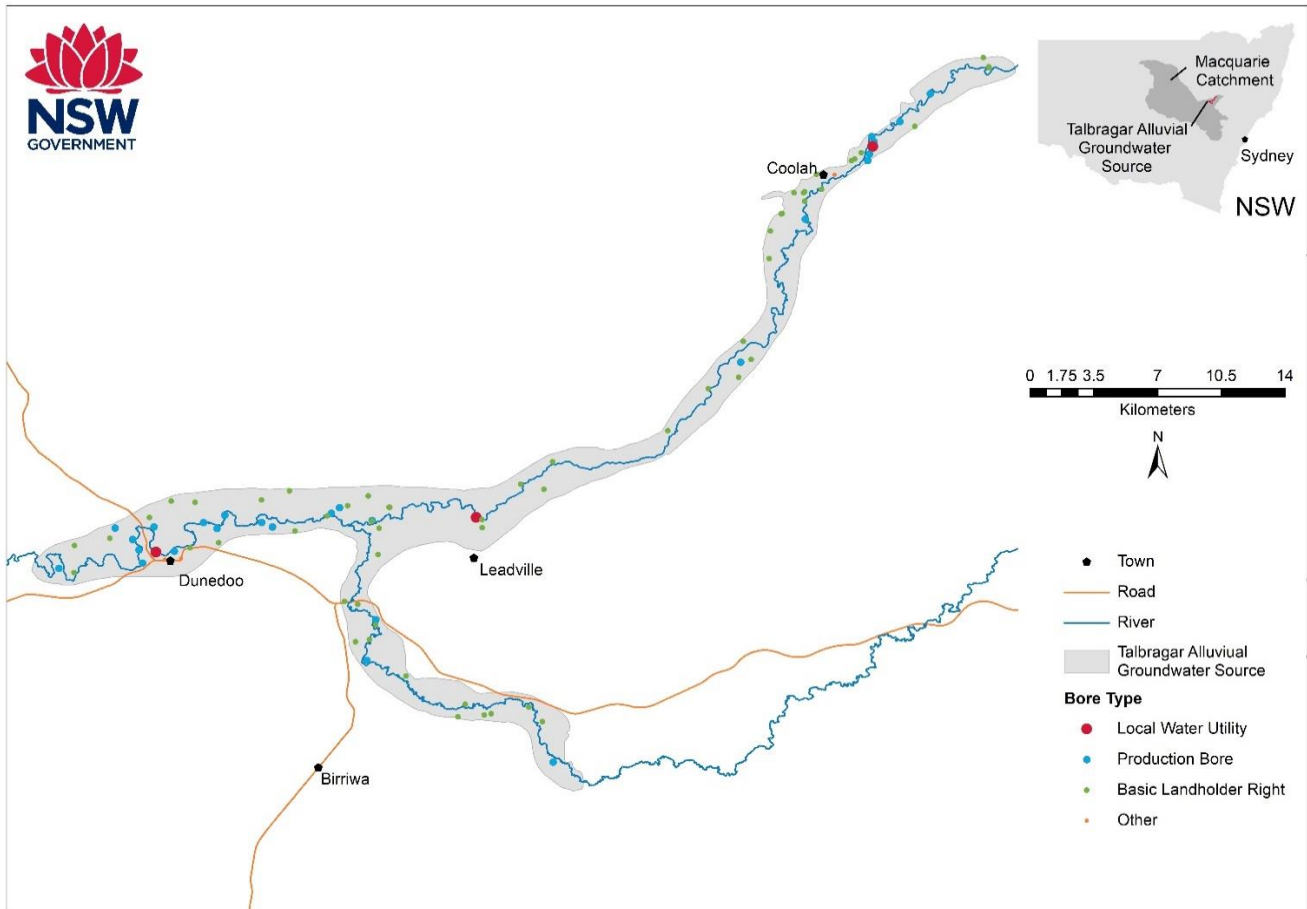 NSW
GOVERNMENT
Macquarie
Catchment
Talbragar Alluvial
Groundwater
Source
Sydney
NSW
Coolah
0 1.75 3.5 7 10.5 14
Kilometers
N
Dunedoo
Leadville
Birriwa
Town
Road
River
Talbragar Alluviual
Groundwater Source
Bore Type
Local Water Utility
Production Bore
Basic Landholder Right
Other